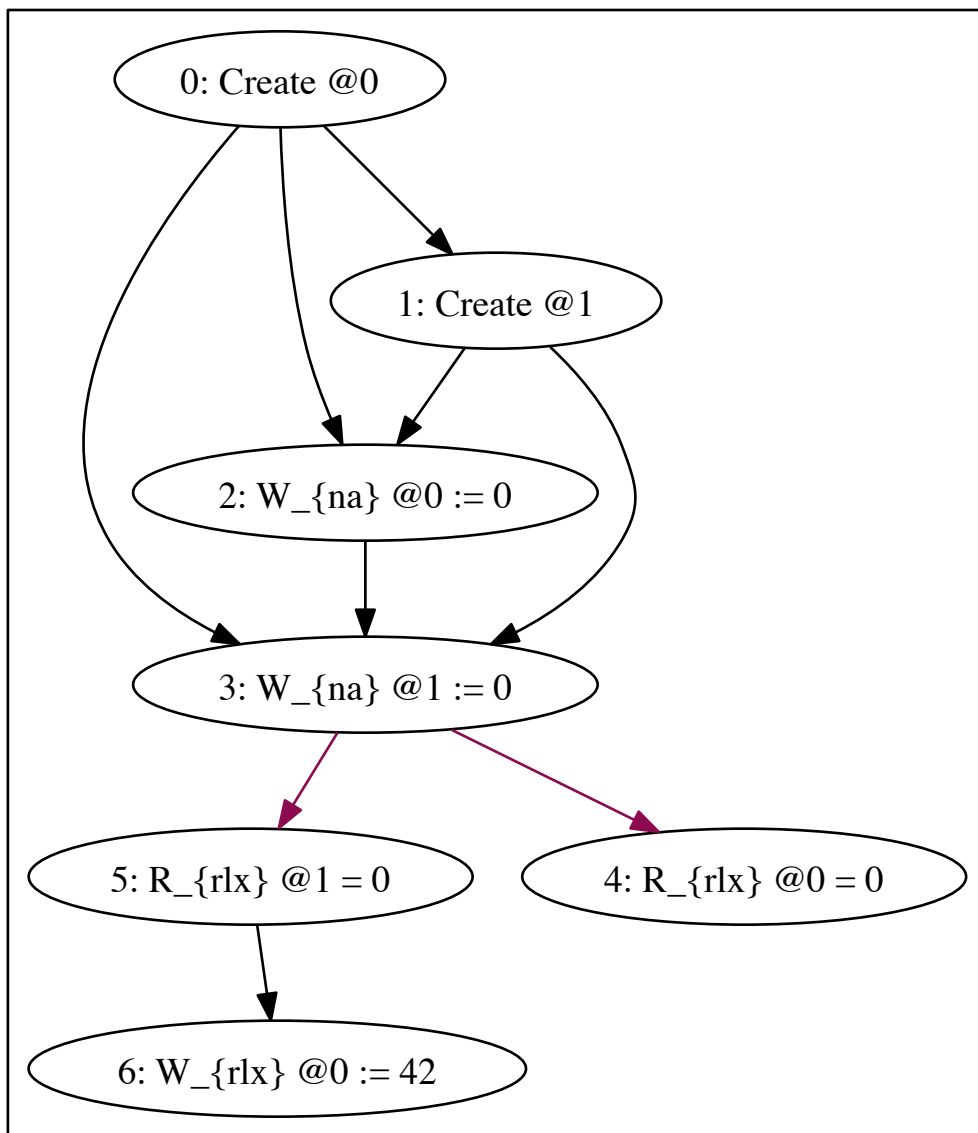 0: Create @0
1: Create @1
2: W_{na} @0 := 0
3: W_{na} @1 := 0
5: R_{rlx} @1 = 0
4: R_{rlx} @0 = 0
6: W_{rlx} @0 := 42